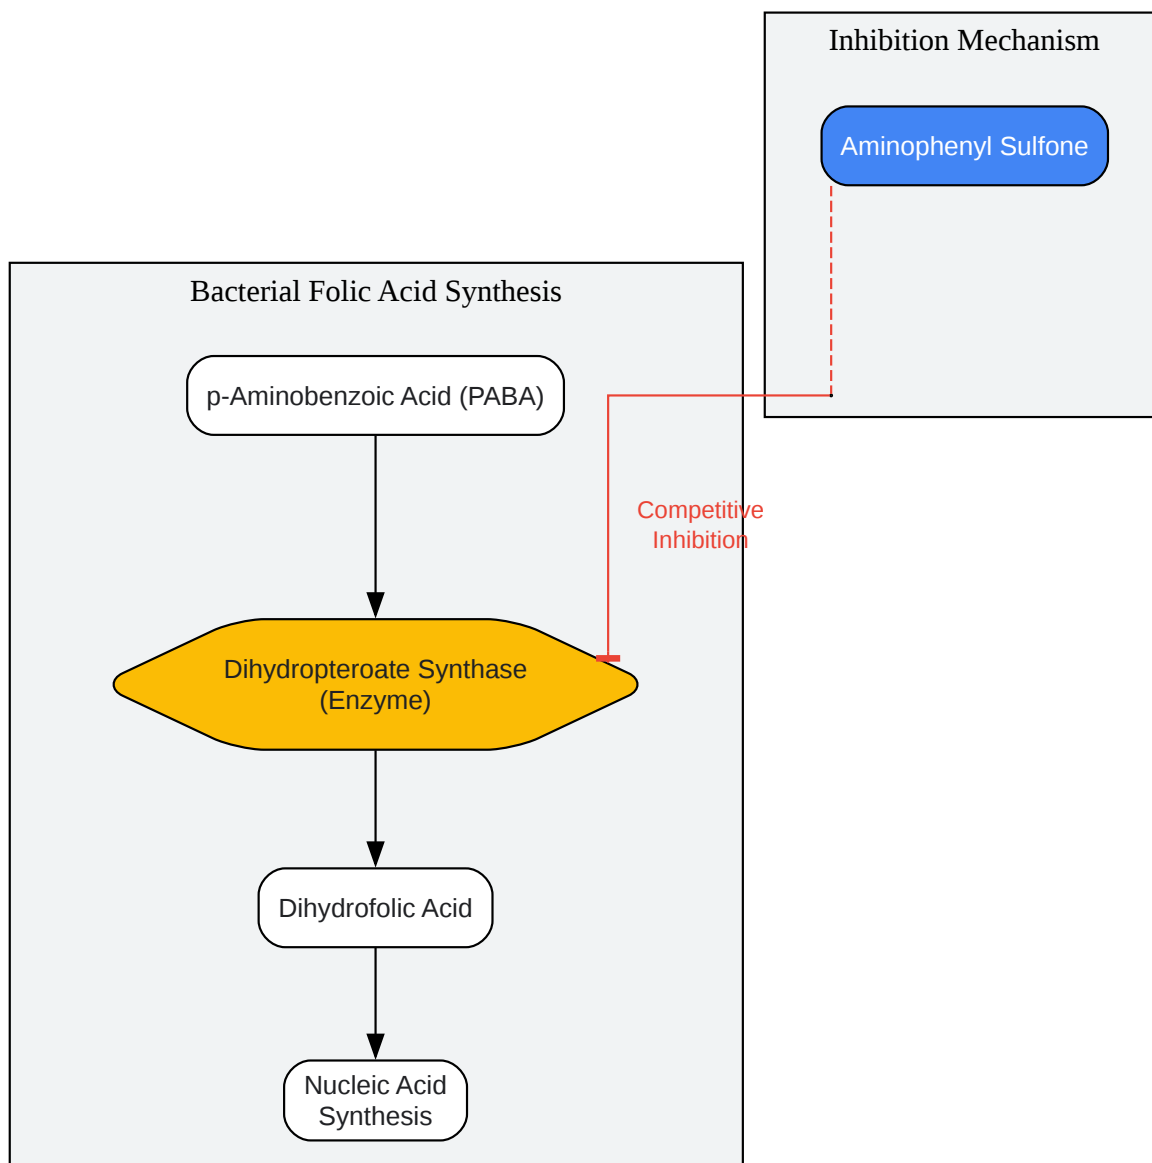 Inhibition Mechanism
Aminophenyl Sulfone
Bacterial Folic Acid Synthesis
p-Aminobenzoic Acid (PABA)
Competitive
Inhibition
Dihydropteroate Synthase
(Enzyme)
Dihydrofolic Acid
Nucleic Acid
Synthesis